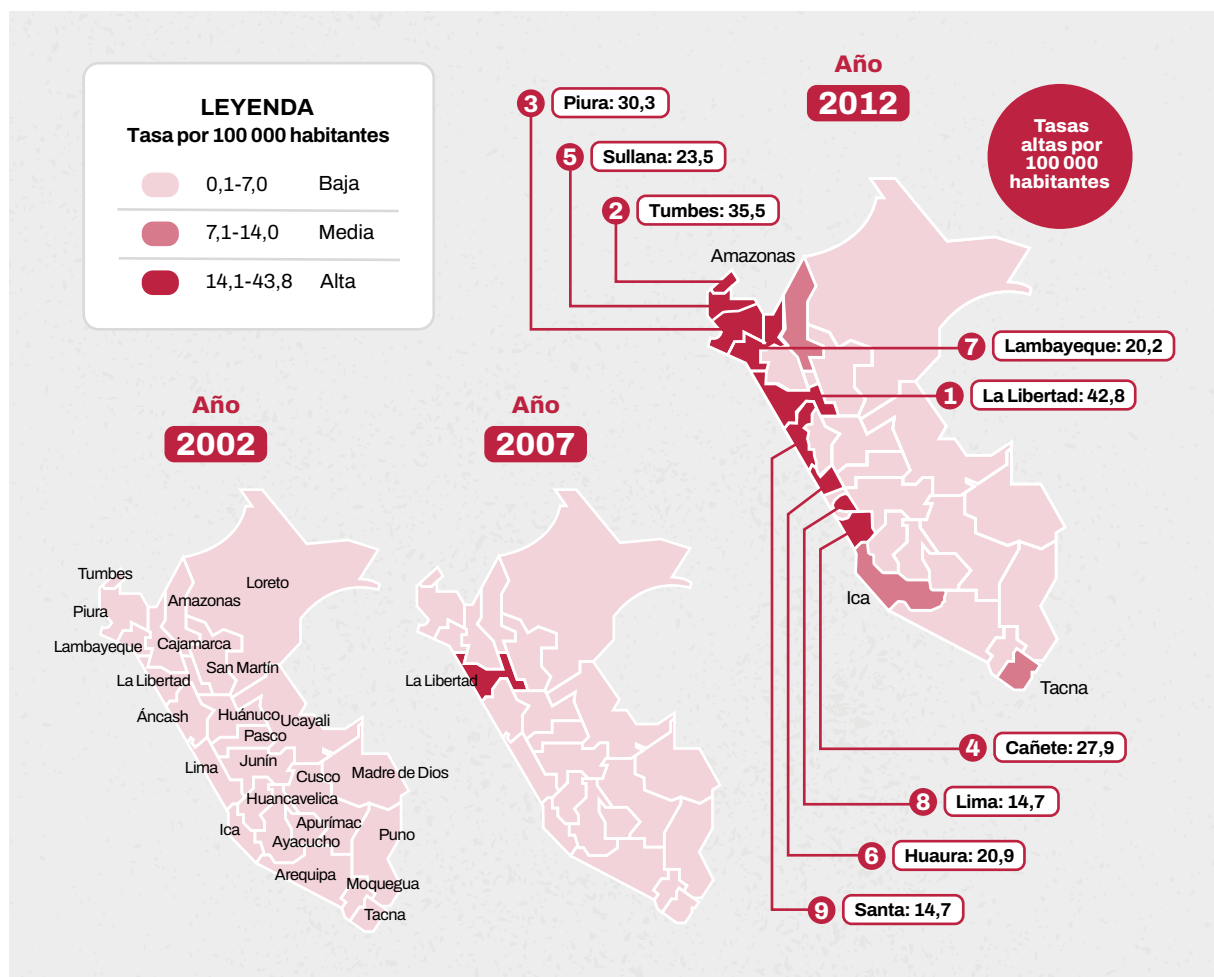 LEYENDA
Tasa por 100 000 habitantes
0,1-7,0 Baja
7,1-14,0 Media
14,1-43,8 Alta
Año
2012
Tasas
altas por
100 000
habitantes
3 Piura: 30,3
5 Sullana: 23,5
2 Tumbes: 35,5
Amazonas
7 Lambayeque: 20,2
1 La Libertad: 42,8
Ica
Tacna
4 Cañete: 27,9
8 Lima: 14,7
6 Huaura: 20,9
9 Santa: 14,7
Año
2002
Tumbes
Loreto
Piura
Amazonas
Lambayeque
Cajamarca
San Martín
La Libertad
Áncash
Huánuco
Ucayali
Pasco
Lima
Junín
Cusco
Madre de Dios
Huancavelica
Ica
Apurímac
Ayacucho
Puno
Arequipa
Moquegua
Tacna
Año
2007
La Libertad